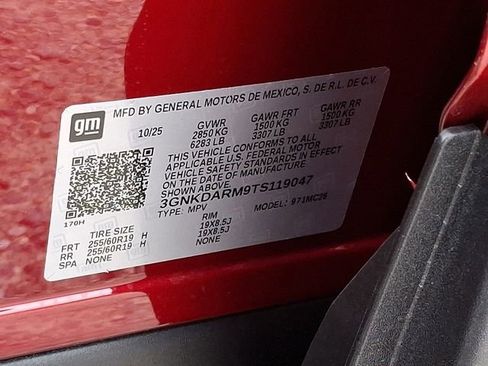 gm
MFD BY GENERAL MOTORS DE MEXICO, S. DE R.L. DE C.V.
10/25 GVWR GAWR FRT GAWR RR
2850 KG 1500 KG 1500 KG
6283 LB 3307 LB 3307 LB
THIS VEHICLE CONFORMS TO ALL
APPLICABLE U.S. FEDERAL MOTOR
VEHICLE SAFETY STANDARDS IN EFFECT
ON THE DATE OF MANUFACTURE
SHOWN ABOVE.
3GNKDARM9TS119047
TYPE: MPV MODEL: 971MC26
170H
TIRE SIZE RIM
FRT 255/60R19 H 19X8.5J
RR 255/60R19 H 19X8.5J
SPA NONE NONE